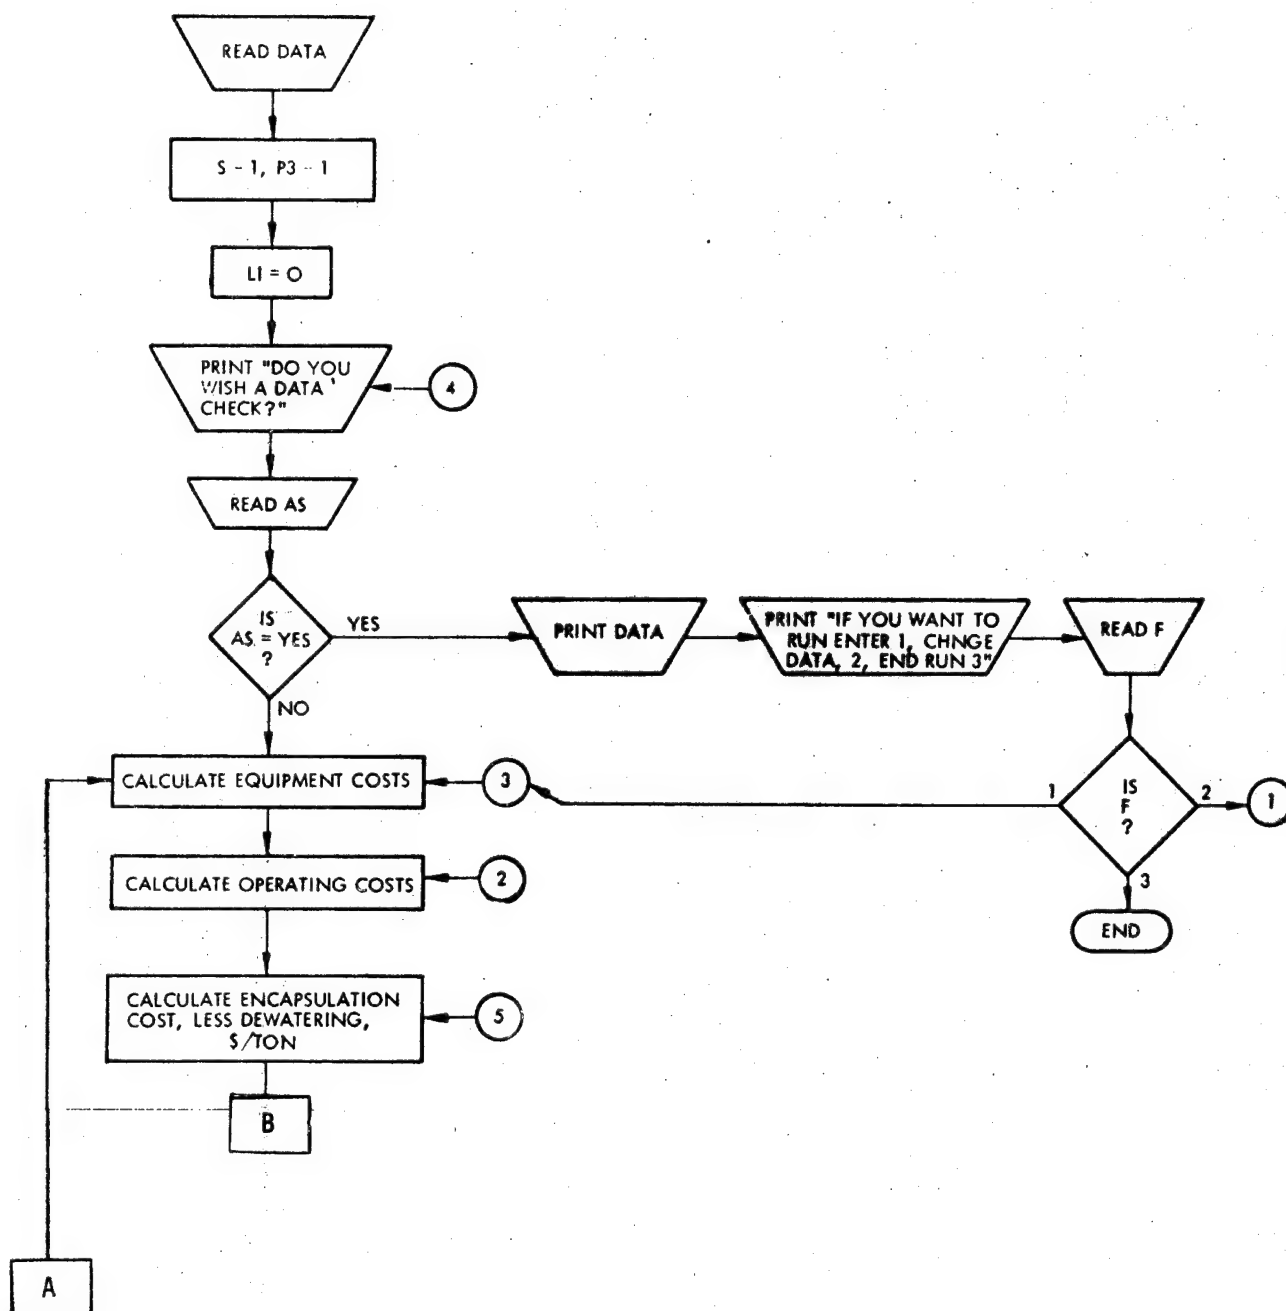 READ DATA
S - 1, P3 - 1
LI = O
PRINT "DO YOU
WISH A DATA
CHECK?"
4
READ AS
IS
AS = YES
?
YES
NO
PRINT DATA
PRINT "IF YOU WANT TO
RUN ENTER 1, CHNGE
DATA, 2, END RUN 3"
READ F
IS
F
?
1
2
1
3
END
CALCULATE EQUIPMENT COSTS
3
CALCULATE OPERATING COSTS
2
CALCULATE ENCAPSULATION
COST, LESS DEWATERING,
$/TON
5
B
A